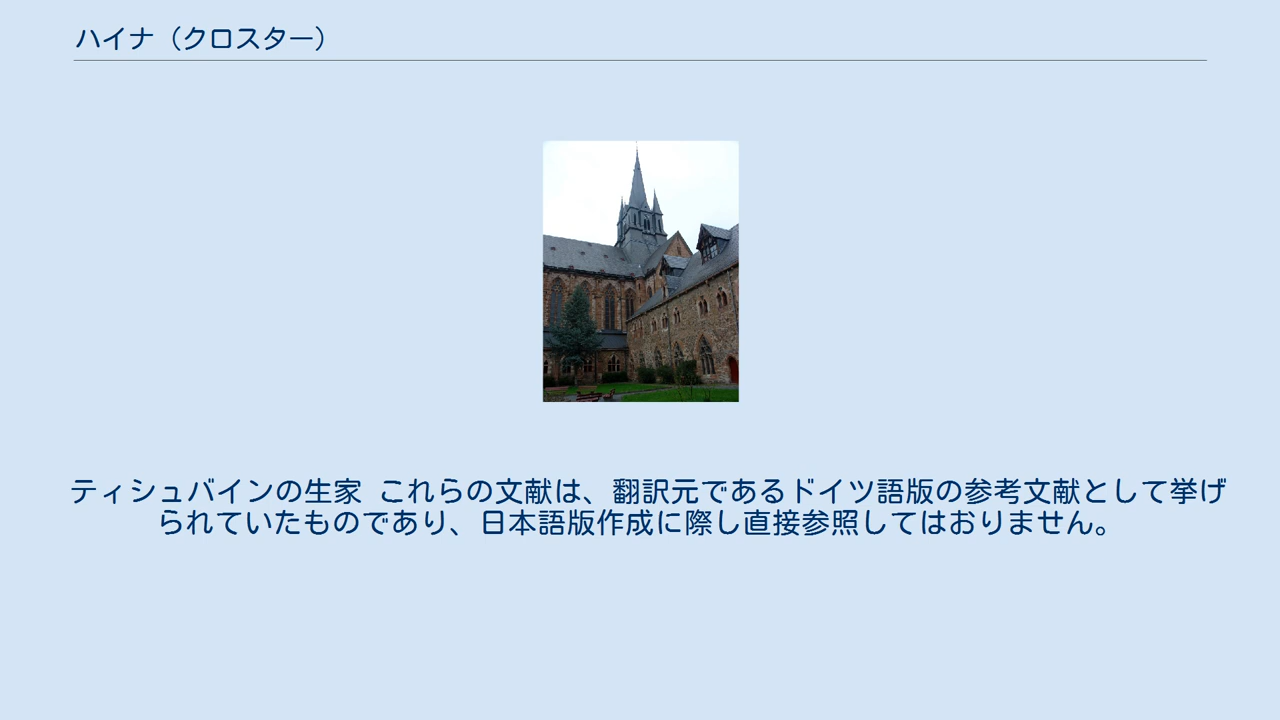 ハイナ（クロスター）
ティシュバインの生家 これらの文献は、翻訳元であるドイツ語版の参考文献として挙げ
られていたものであり、日本語版作成に際し直接参照してはおりません。